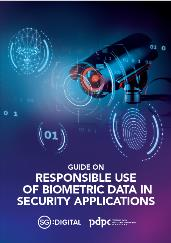 01
01
GUIDE ON
RESPONSIBLE USE
OF BIOMETRIC DATA IN
SECURITY APPLICATIONS
SG:DIGITAL
pdpc